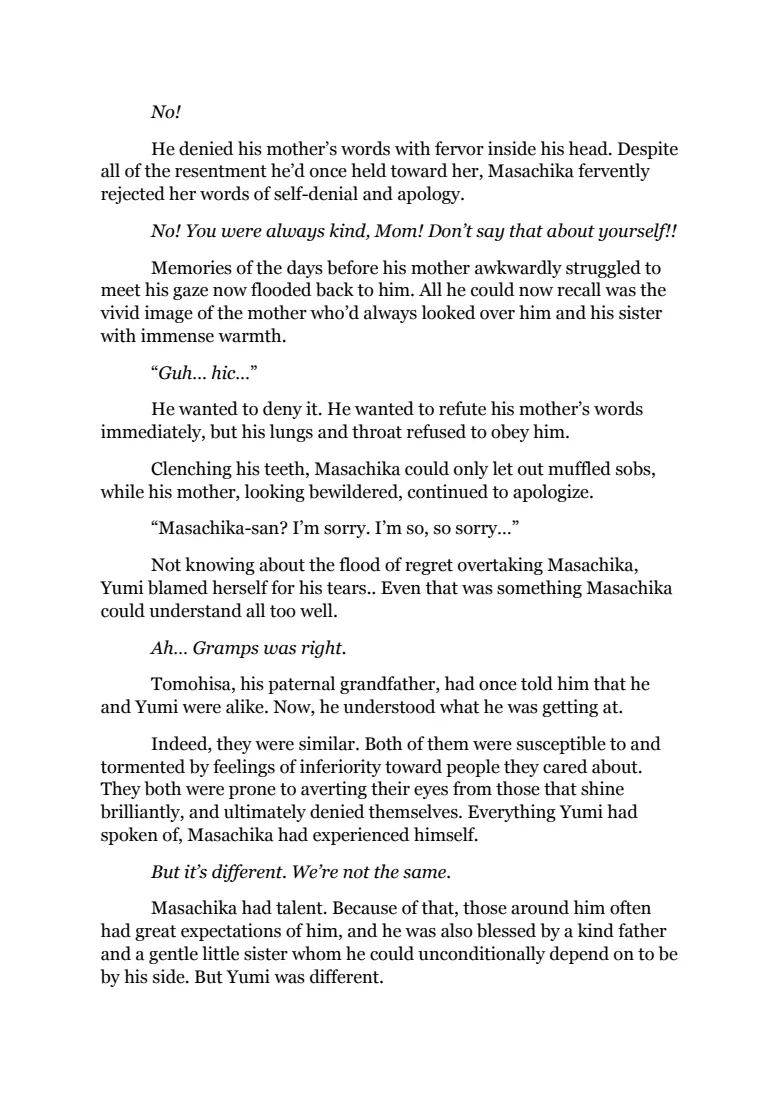 No!
He denied his mother’s words with fervor inside his head. Despite
all of the resentment he’d once held toward her, Masachika fervently
rejected her words of self-denial and apology.
No! You were always kind, Mom! Don’t say that about yourself!!
Memories of the days before his mother awkwardly struggled to
meet his gaze now flooded back to him. All he could now recall was the
vivid image of the mother who’d always looked over him and his sister
with immense warmth.
“Guh… hic…”
He wanted to deny it. He wanted to refute his mother’s words
immediately, but his lungs and throat refused to obey him.
Clenching his teeth, Masachika could only let out muffled sobs,
while his mother, looking bewildered, continued to apologize.
“Masachika-san? I’m sorry. I’m so, so sorry…”
Not knowing about the flood of regret overtaking Masachika,
Yumi blamed herself for his tears.. Even that was something Masachika
could understand all too well.
Ah… Gramps was right.
Tomohisa, his paternal grandfather, had once told him that he
and Yumi were alike. Now, he understood what he was getting at.
Indeed, they were similar. Both of them were susceptible to and
tormented by feelings of inferiority toward people they cared about.
They both were prone to averting their eyes from those that shine
brilliantly, and ultimately denied themselves. Everything Yumi had
spoken of, Masachika had experienced himself.
But it’s different. We’re not the same.
Masachika had talent. Because of that, those around him often
had great expectations of him, and he was also blessed by a kind father
and a gentle little sister whom he could unconditionally depend on to be
by his side. But Yumi was different.